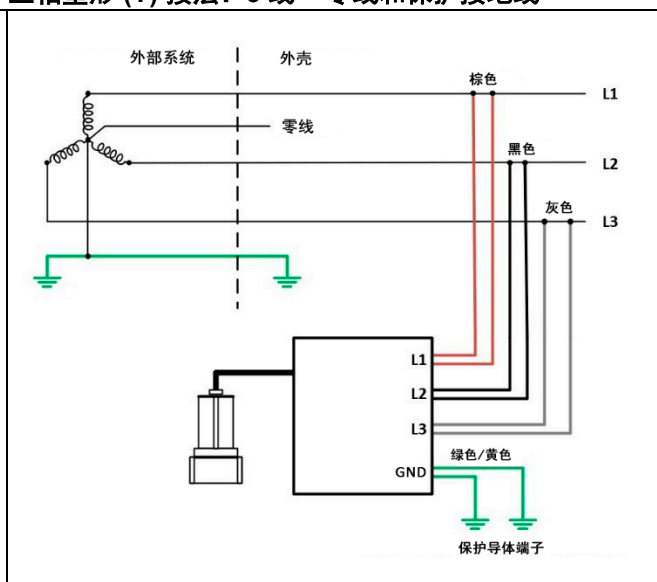 三相星形 (Y) 接法：5 线 - 零线和保护接地线
外部系统
外壳
棕色
L1
零线
黑色
L2
灰色
L3
L1
L2
L3
绿色/黄色
GND
保护导体端子